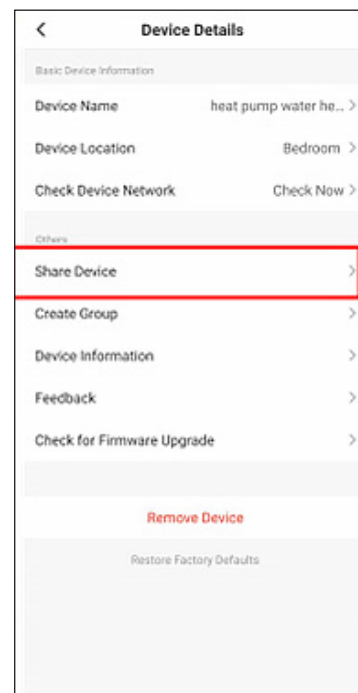 Device Details
Basic Device Information
Device Name heat pump water he... >
Device Location Bedroom >
Check Device Network Check Now >
Others
Share Device >
Create Group >
Device Information >
Feedback >
Check for Firmware Upgrade >
Remove Device
Restore Factory Defaults